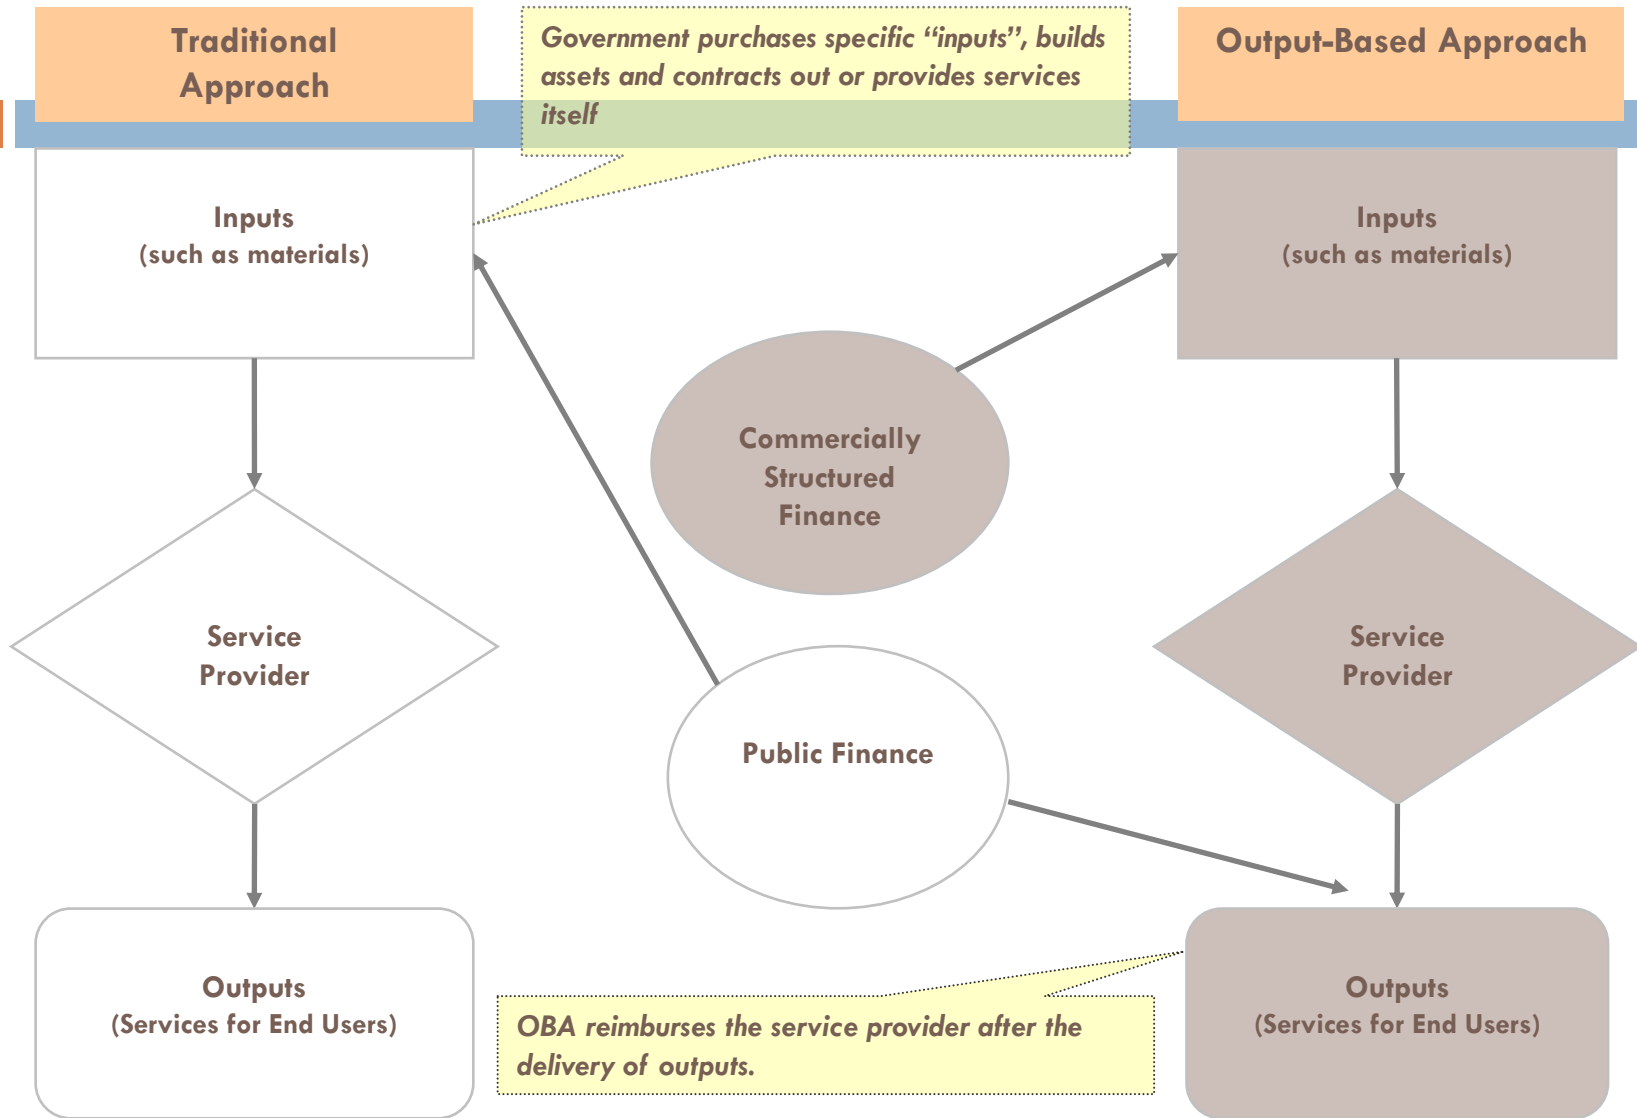 Traditional
Approach
Government purchases specific “inputs”, builds
assets and contracts out or provides services
itself
Output-Based Approach
Inputs
(such as materials)
Inputs
(such as materials)
Commercially
Structured
Finance
Service
Provider
Service
Provider
Public Finance
Outputs
(Services for End Users)
OBA reimburses the service provider after the
delivery of outputs.
Outputs
(Services for End Users)